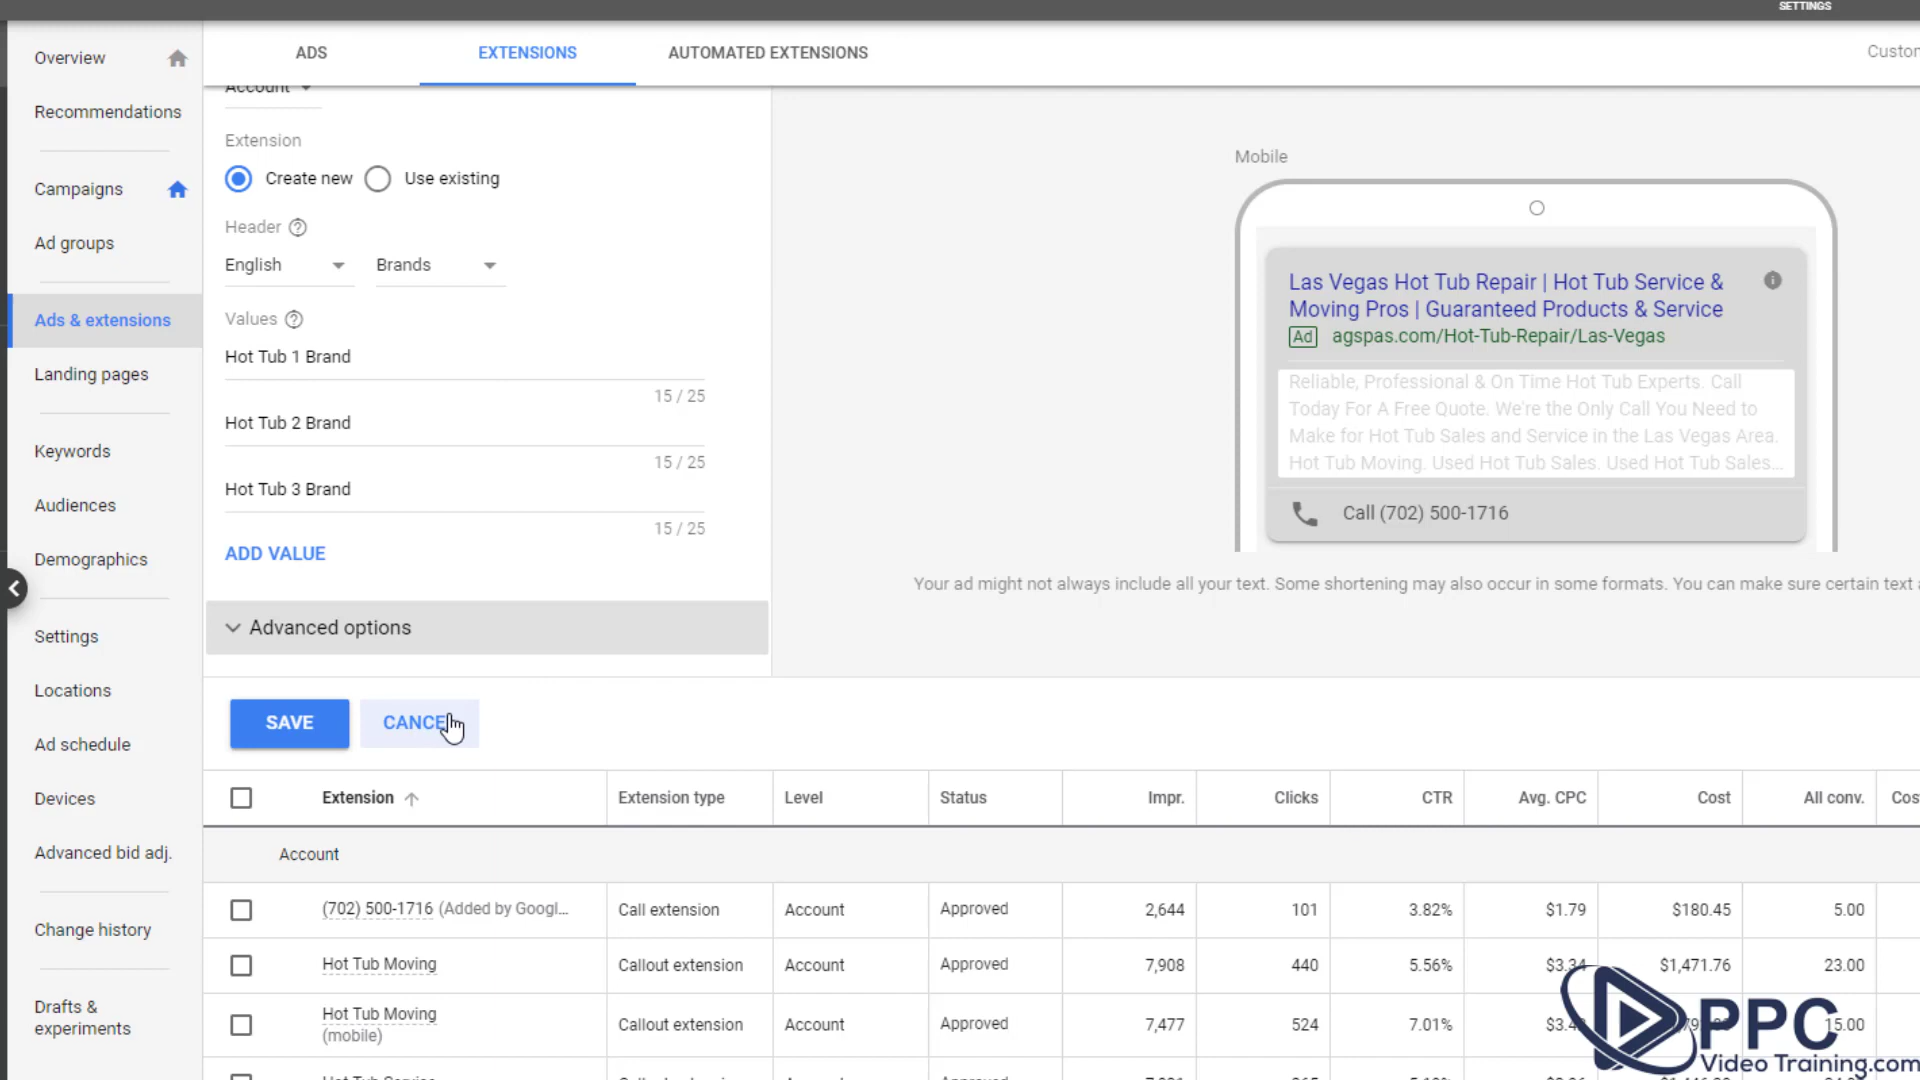 SETTINGS
Overview
Recommendations
Campaigns
Ad groups
Ads & extensions
Landing pages
Keywords
Audiences
Demographics
Settings
Locations
Ad schedule
Devices
Advanced bid adj.
Change history
Drafts &
experiments
ADS
EXTENSIONS
AUTOMATED EXTENSIONS
Custom
Account
Extension
Create new
Use existing
Header
English
Brands
Values
Hot Tub 1 Brand
15 / 25
Hot Tub 2 Brand
15 / 25
Hot Tub 3 Brand
15 / 25
ADD VALUE
Advanced options
Mobile
Las Vegas Hot Tub Repair | Hot Tub Service &
Moving Pros | Guaranteed Products & Service
Ad agspas.com/Hot-Tub-Repair/Las-Vegas
Reliable, Professional & On Time Hot Tub Experts. Call
Today For A Free Quote. We're the Only Call You Need to
Make for Hot Tub Sales and Service in the Las Vegas Area.
Hot Tub Moving. Used Hot Tub Sales. Used Hot Tub Sales...
Call (702) 500-1716
Your ad might not always include all your text. Some shortening may also occur in some formats. You can make sure certain text a
SAVE
CANCEL
Extension Extension type Level Status Impr. Clicks CTR Avg. CPC Cost All conv. Cos
Account
(702) 500-1716 (Added by Googl... Call extension Account Approved 2,644 101 3.82% $1.79 $180.45 5.00
Hot Tub Moving Callout extension Account Approved 7,908 440 5.56% $3.34 $1,471.76 23.00
Hot Tub Moving
(mobile) Callout extension Account Approved 7,477 524 7.01% 15.00
PPC
Video Training.com